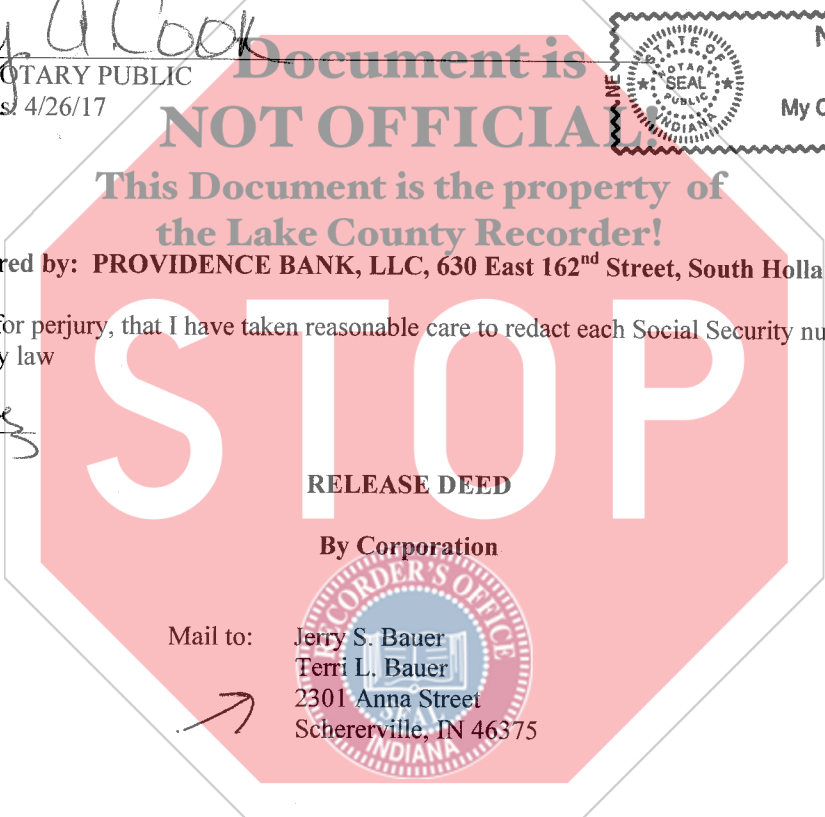 y A Cook
OTARY PUBLIC
s. 4/26/17
STATE OF
NOTARY
SEAL
PUBLIC
INDIANA
NE
N
My C
Document is
NOT OFFICIAL!
This Document is the property of
the Lake County Recorder!
red by: PROVIDENCE BANK, LLC, 630 East 162nd Street, South Holla
for perjury, that I have taken reasonable care to redact each Social Security nu
y law
STOP
RELEASE DEED
By Corporation
RECORDER'S OFFICE
SEAL
INDIANA
Mail to: Jerry S. Bauer
Terri L. Bauer
2301 Anna Street
Schererville, IN 46375